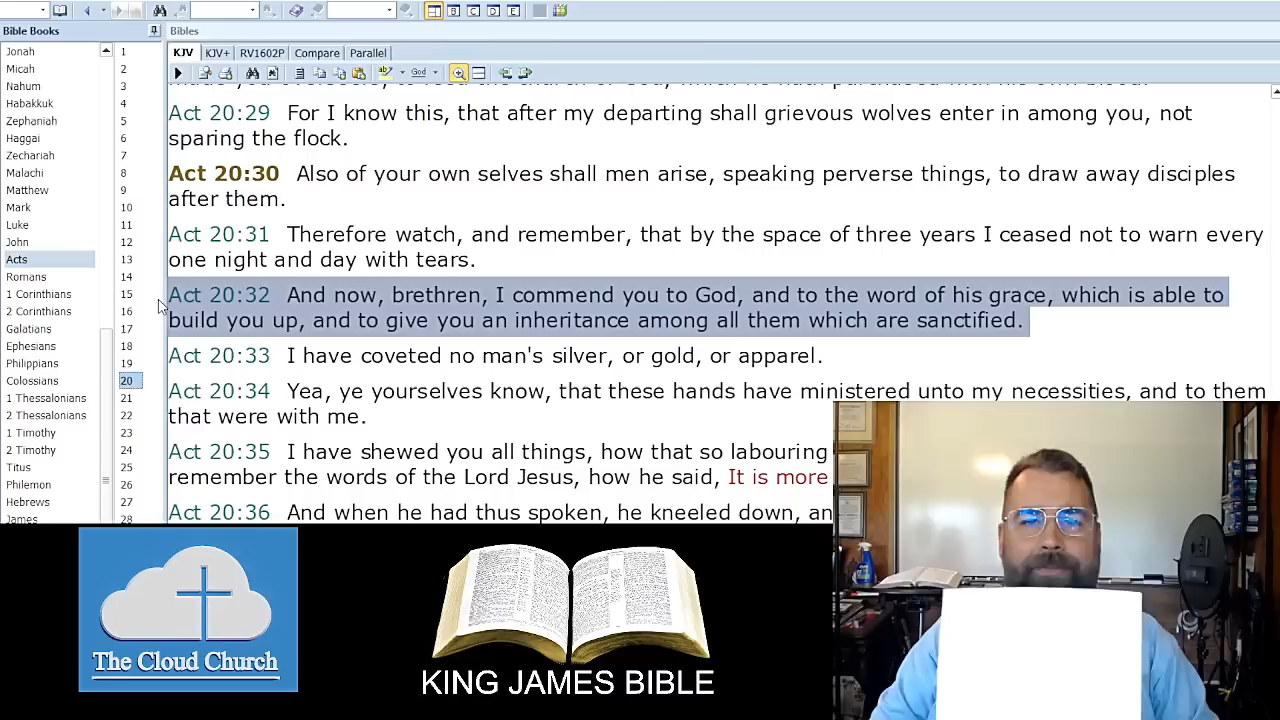 B C D E
Bible Books
Bibles
KJV KJV+ RV1602P Compare Parallel
God
Jonah
Micah
Nahum
Habakkuk
Zephaniah
Haggai
Zechariah
Malachi
Matthew
Mark
Luke
John
Acts
Romans
1 Corinthians
2 Corinthians
Galatians
Ephesians
Philippians
Colossians
1 Thessalonians
2 Thessalonians
1 Timothy
2 Timothy
Titus
Philemon
Hebrews
James
1
2
3
4
5
6
7
8
9
10
11
12
13
14
15
16
17
18
19
20
21
22
23
24
25
26
27
28
Act 20:29 For I know this, that after my departing shall grievous wolves enter in among you, not
sparing the flock.
Act 20:30 Also of your own selves shall men arise, speaking perverse things, to draw away disciples
after them.
Act 20:31 Therefore watch, and remember, that by the space of three years I ceased not to warn every
one night and day with tears.
Act 20:32 And now, brethren, I commend you to God, and to the word of his grace, which is able to
build you up, and to give you an inheritance among all them which are sanctified.
Act 20:33 I have coveted no man's silver, or gold, or apparel.
Act 20:34 Yea, ye yourselves know, that these hands have ministered unto my necessities, and to them
that were with me.
Act 20:35 I have shewed you all things, how that so labouring
remember the words of the Lord Jesus, how he said, It is more
Act 20:36 And when he had thus spoken, he kneeled down, an
The Cloud Church
KING JAMES BIBLE